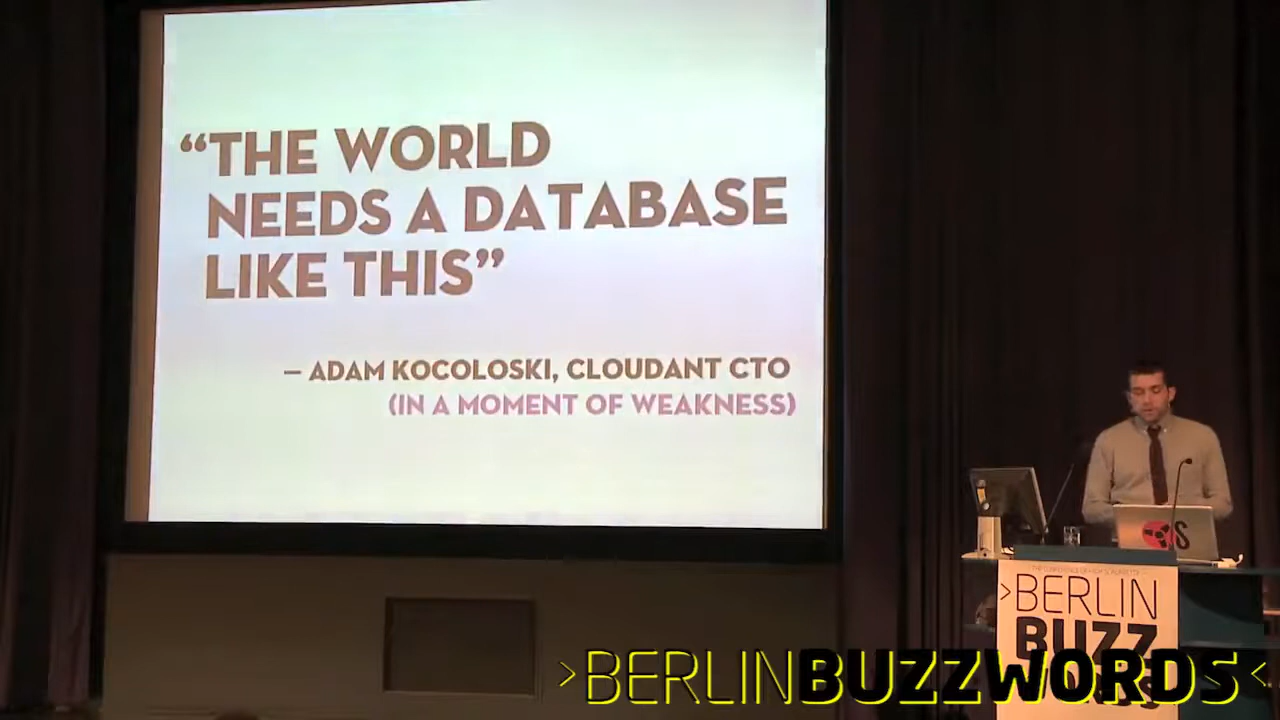 “THE WORLD
NEEDS A DATABASE
LIKE THIS”
– ADAM KOCOLOSKI, CLOUDANT CTO
(IN A MOMENT OF WEAKNESS)
>BERLIN
BUZZ
>BERLINBUZZWORDS<